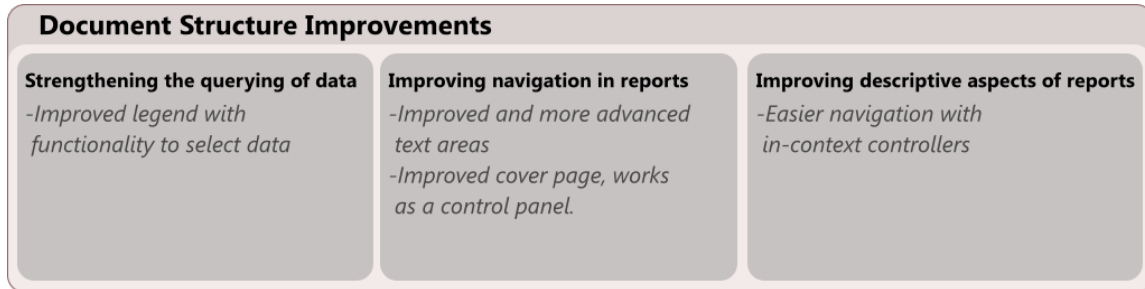 Document Structure Improvements
Strengthening the querying of data
-Improved legend with
functionality to select data
Improving navigation in reports
-Improved and more advanced
text areas
-Improved cover page, works
as a control panel.
Improving descriptive aspects of reports
-Easier navigation with
in-context controllers